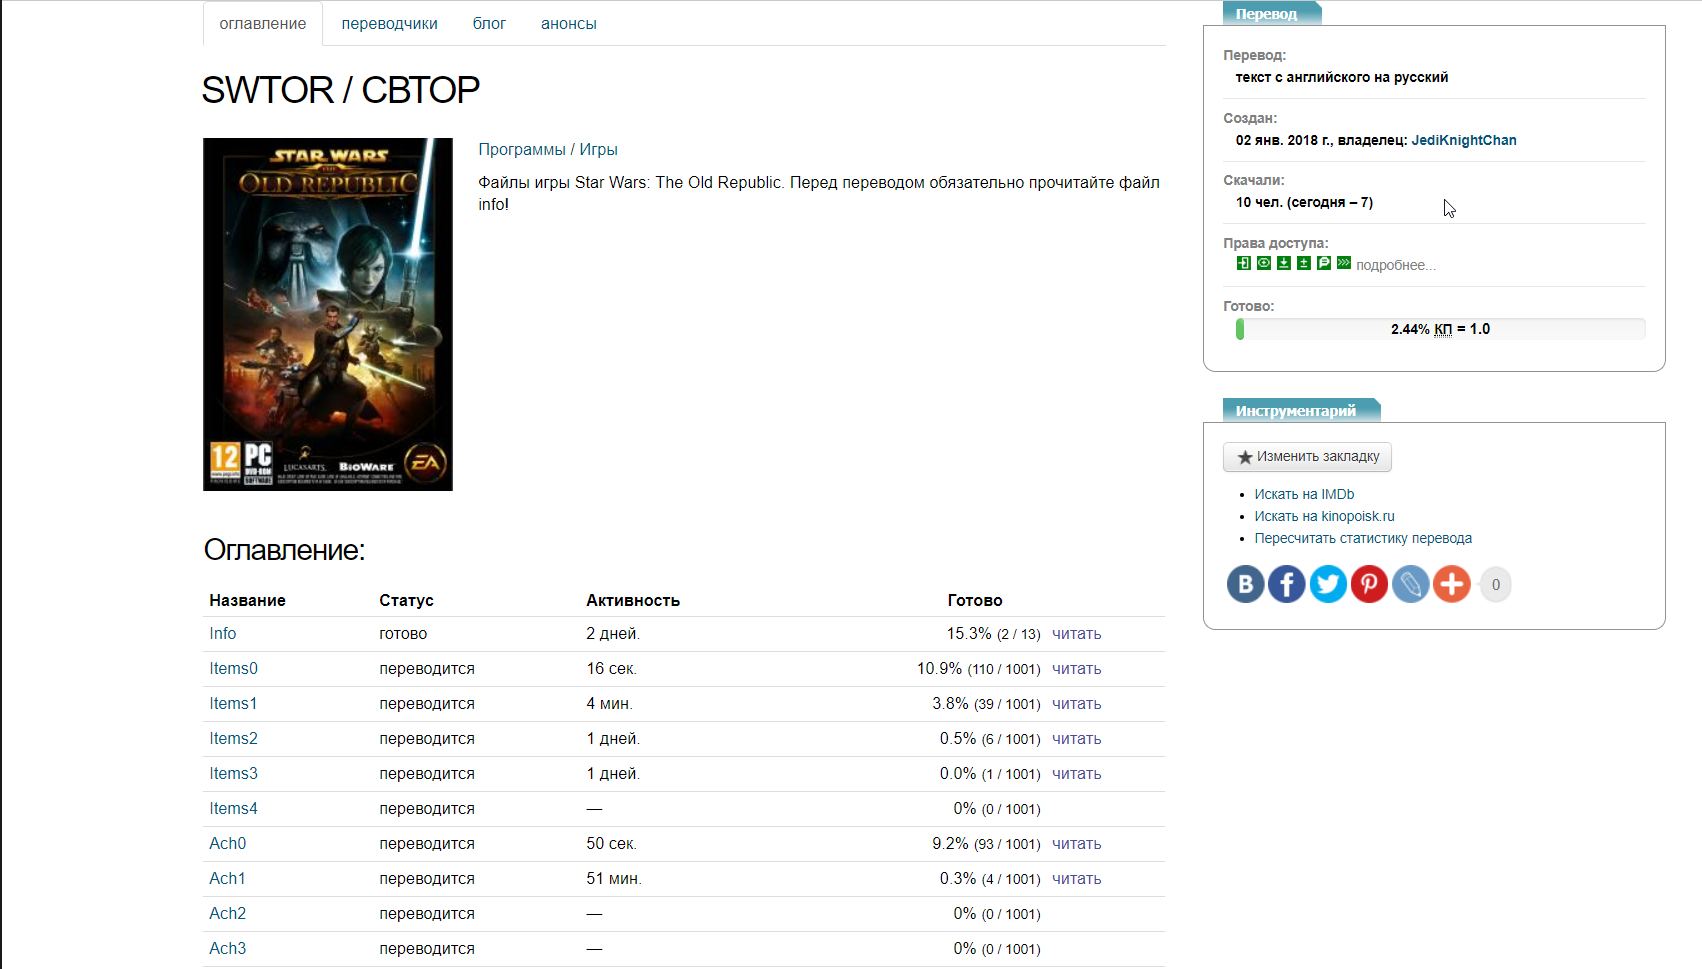 оглавление
переводчики
блог
анонсы
SWTOR / СВТОР
STAR WARS
THE
OLD REPUBLIC
12
PC
DVD-ROM
SOFTWARE
LUCASARTS
BIOWARE
EA
Программы / Игры
Файлы игры Star Wars: The Old Republic. Перед переводом обязательно прочитайте файл
info!
Оглавление:
Название Статус Активность Готово
Info готово 2 дней. 15.3% (2 / 13) читать
Items0 переводится 16 сек. 10.9% (110 / 1001) читать
Items1 переводится 4 мин. 3.8% (39 / 1001) читать
Items2 переводится 1 дней. 0.5% (6 / 1001) читать
Items3 переводится 1 дней. 0.0% (1 / 1001) читать
Items4 переводится — 0% (0 / 1001)
Ach0 переводится 50 сек. 9.2% (93 / 1001) читать
Ach1 переводится 51 мин. 0.3% (4 / 1001) читать
Ach2 переводится — 0% (0 / 1001)
Ach3 переводится — 0% (0 / 1001)
Перевод
Перевод:
текст с английского на русский
Создан:
02 янв. 2018 г., владелец: JediKnightChan
Скачали:
10 чел. (сегодня – 7)
Права доступа:
подробнее...
Готово:
2.44% КП = 1.0
Инструментарий
Изменить закладку
Искать на IMDb
Искать на kinopoisk.ru
Пересчитать статистику перевода
0